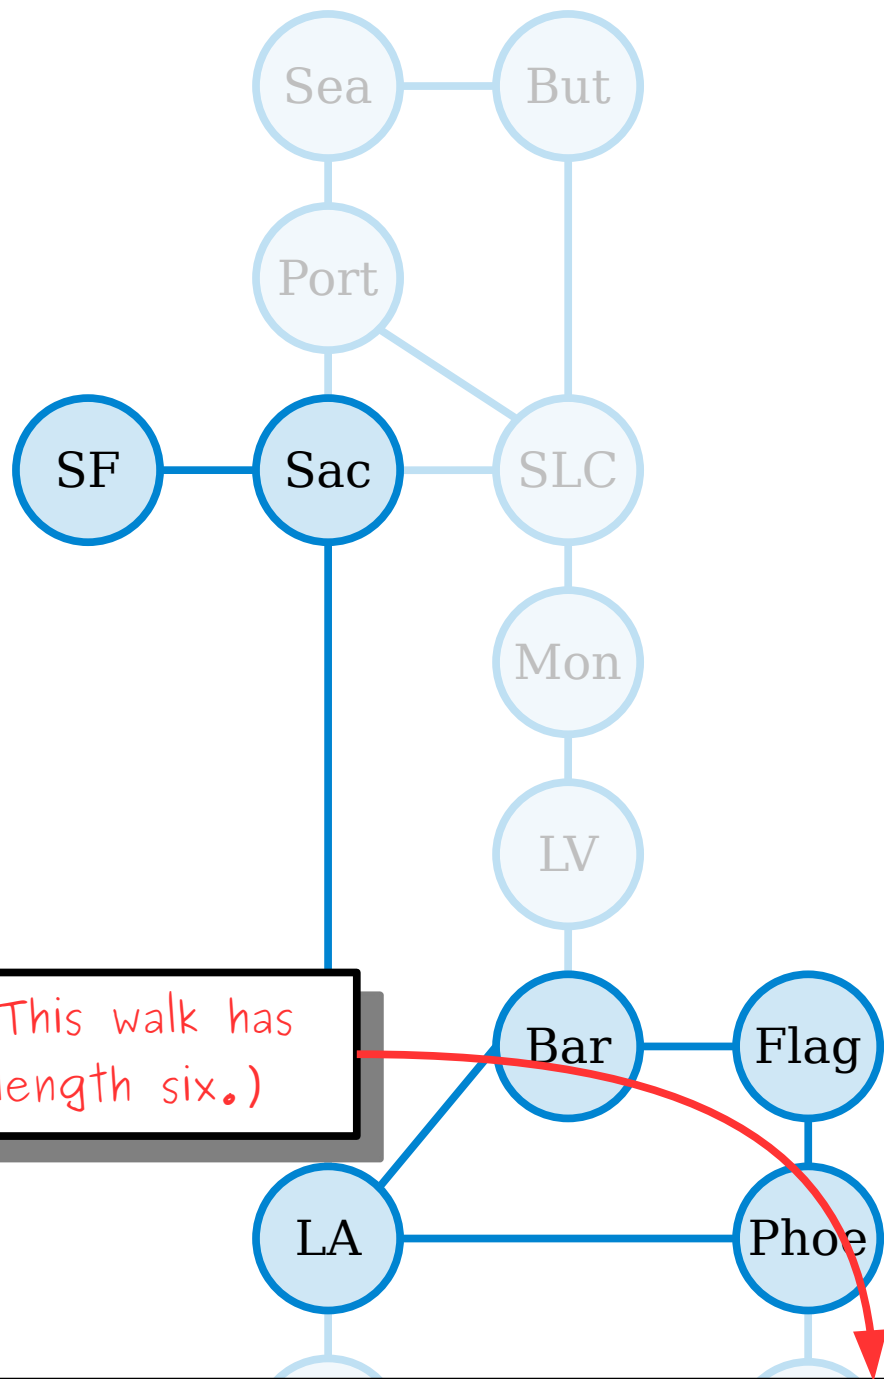 Sea But
Port
SF Sac SLC
Mon
LV
This walk has
ength six.)
Bar Flag
LA Phoe